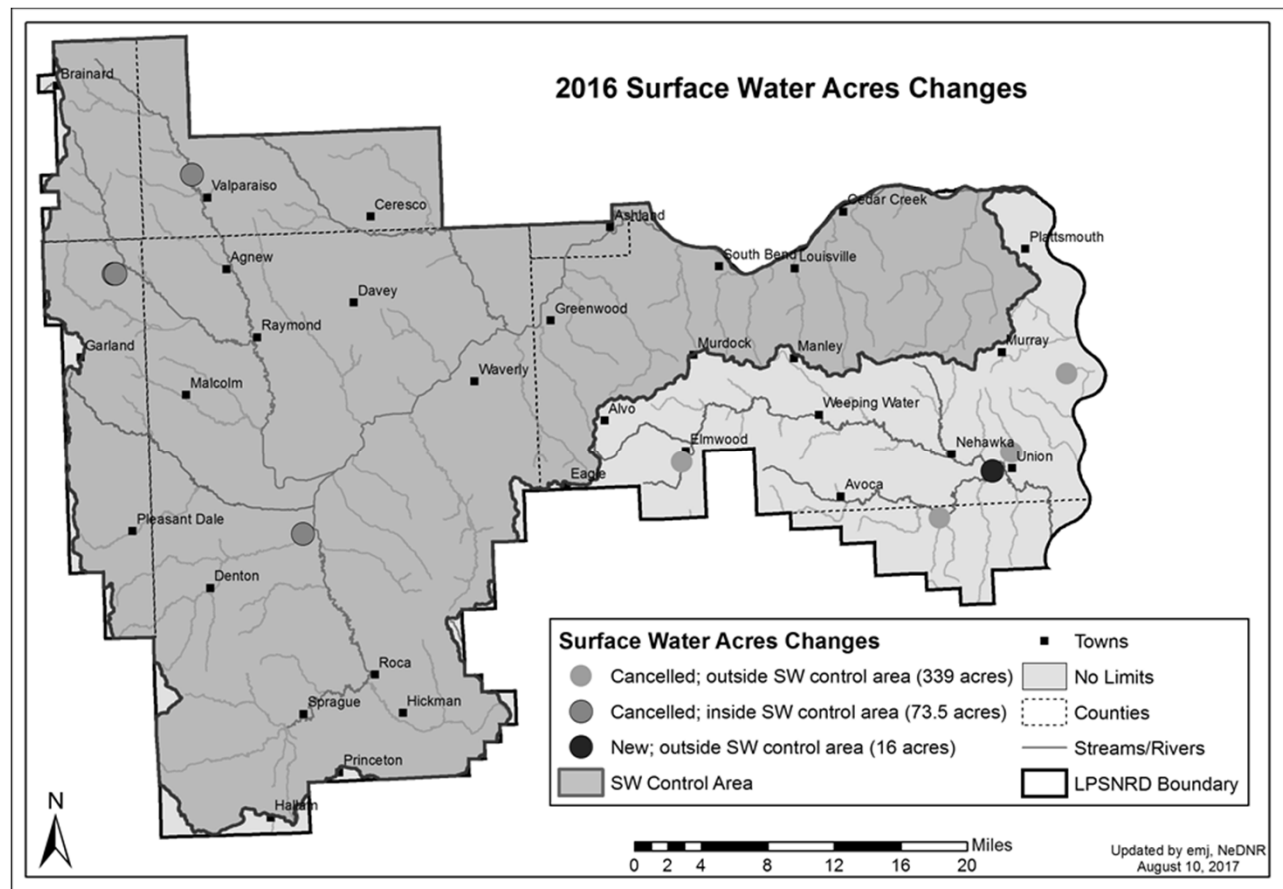 2016 Surface Water Acres Changes
Brainard
Valparaiso
Ceresco
Ashland
Cedar Creek
Plattsmouth
Agnew
South Bend
Louisville
Davey
Greenwood
Raymond
Garland
Murdock
Manley
Murray
Malcolm
Waverly
Alvo
Weeping Water
Elmwood
Nehawka
Union
Eagle
Avoca
Pleasant Dale
Denton
Roca
Sprague
Hickman
Princeton
Hallam
Surface Water Acres Changes
Cancelled; outside SW control area (339 acres)
Cancelled; inside SW control area (73.5 acres)
New; outside SW control area (16 acres)
SW Control Area
Towns
No Limits
Counties
Streams/Rivers
LPSNRD Boundary
N
Miles
0 2 4 8 12 16 20
Updated by emj, NeDNR
August 10, 2017